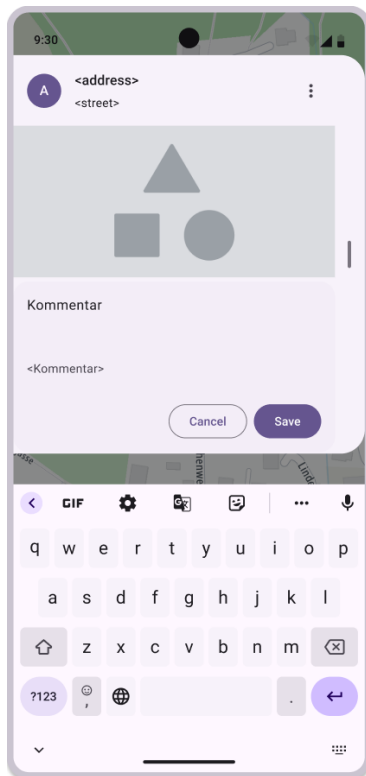 9:30
A
<address>
<street>
Kommentar
<Kommentar>
Cancel
Save
GIF
q w e r t y u i o p
a s d f g h j k l
z x c v b n m
?123
,
.